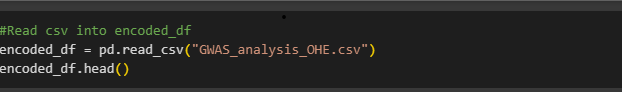 #Read csv into encoded_df
encoded_df = pd.read_csv("GWAS_analysis_OHE.csv")
encoded_df.head()